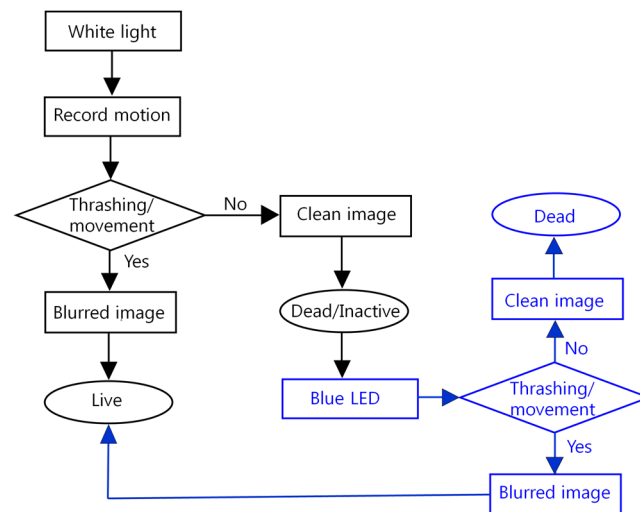 White light
Record motion
Thrashing/
movement
No
Clean image
Yes
Blurred image
Live
Dead/Inactive
Blue LED
Thrashing/
movement
No
Clean image
Dead
Yes
Blurred image